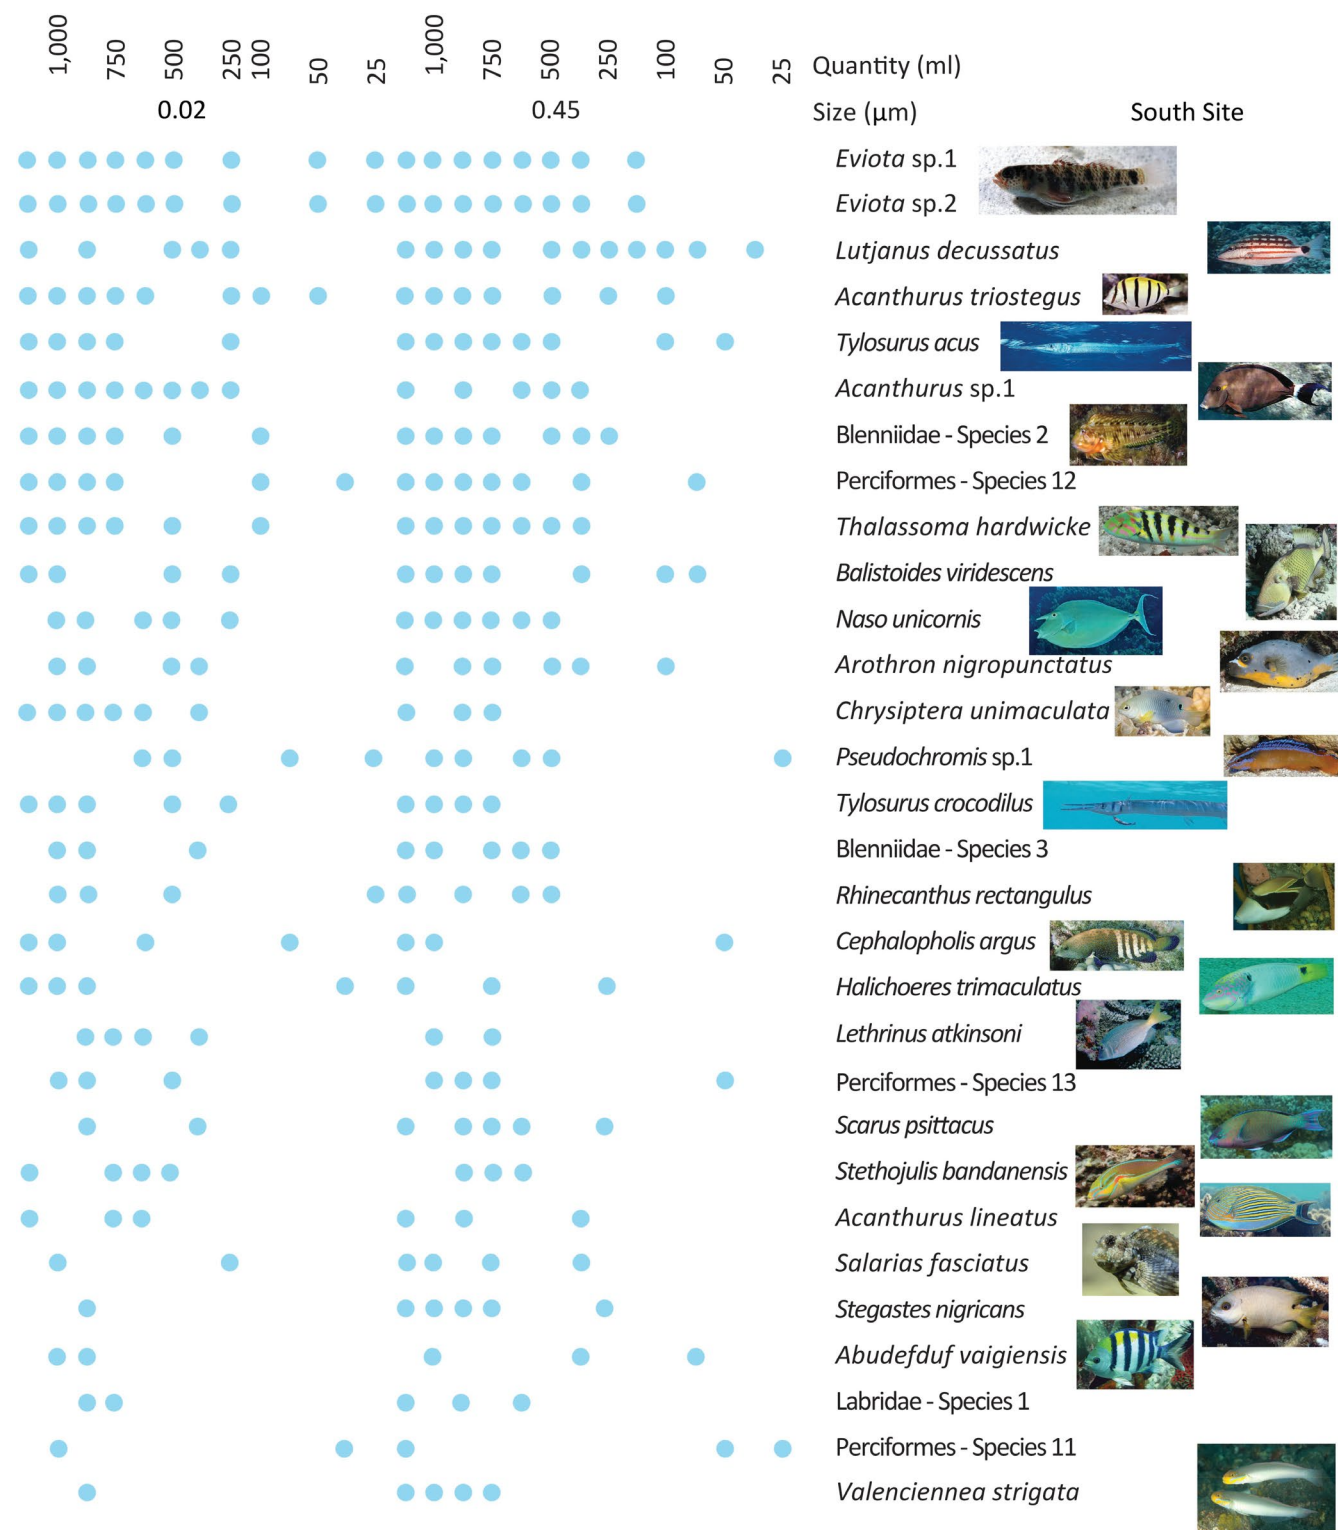 1,000 750 500 250 100 50 25 1,000 750 500 250 100 50 25 Quantity (ml)
0.02 0.45 Size (µm) South Site
Eviota sp.1
Eviota sp.2
Lutjanus decussatus
Acanthurus triostegus
Tylosurus acus
Acanthurus sp.1
Blenniidae - Species 2
Perciformes - Species 12
Thalassoma hardwicke
Balistoides viridescens
Naso unicornis
Arothron nigropunctatus
Chrysiptera unimaculata
Pseudochromis sp.1
Tylosurus crocodilus
Blenniidae - Species 3
Rhinecanthus rectangulus
Cephalopholis argus
Halichoeres trimaculatus
Lethrinus atkinsoni
Perciformes - Species 13
Scarus psittacus
Stethojulis bandanensis
Acanthurus lineatus
Salarias fasciatus
Stegastes nigricans
Abudefduf vaigiensis
Labridae - Species 1
Perciformes - Species 11
Valenciennea strigata